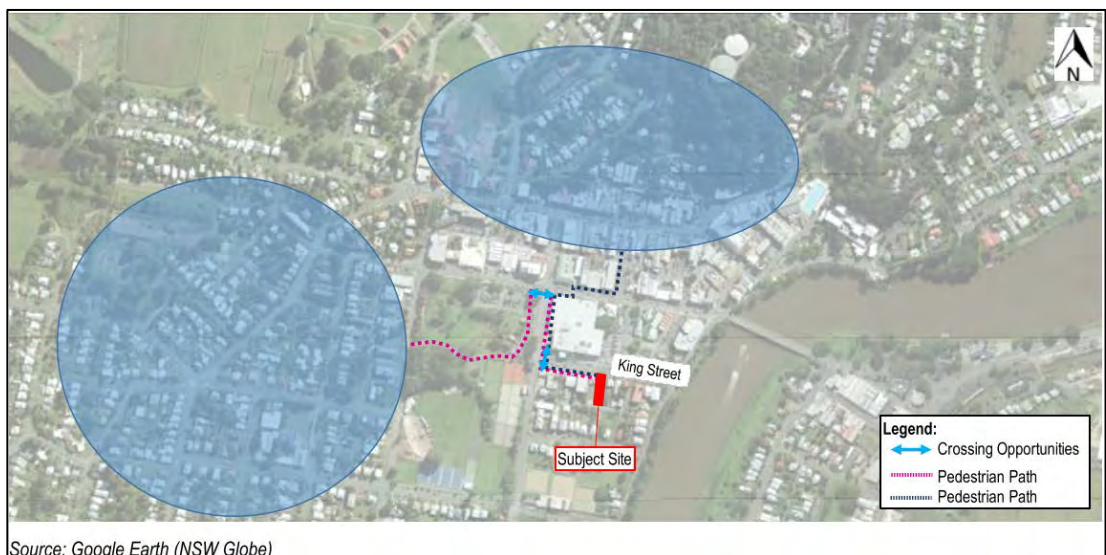 N
King Street
Subject Site
Legend:
Crossing Opportunities
Pedestrian Path
Pedestrian Path
Source: Google Earth (NSW Globe)